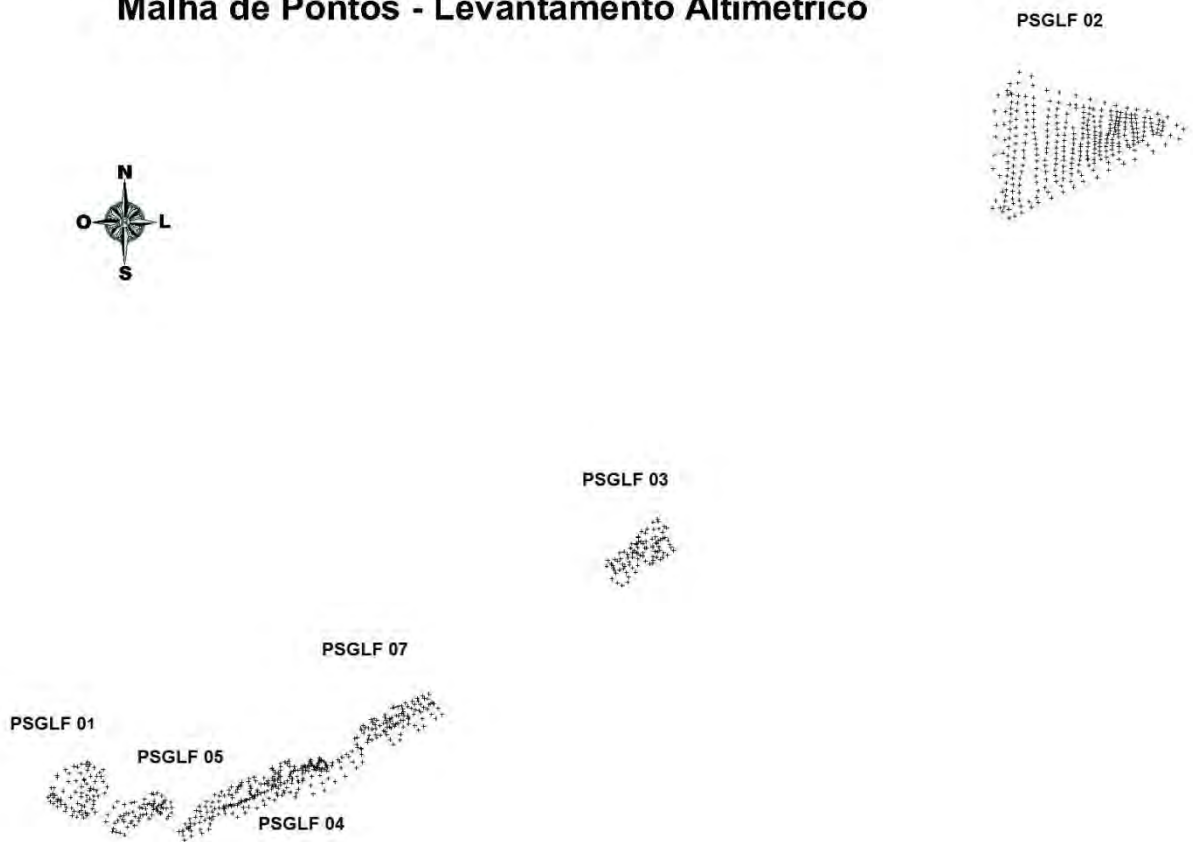 Malha de Pontos - Levantamento Altimétrico
PSGLF 02
N
O L
S
PSGLF 03
PSGLF 07
PSGLF 01
PSGLF 05
PSGLF 04